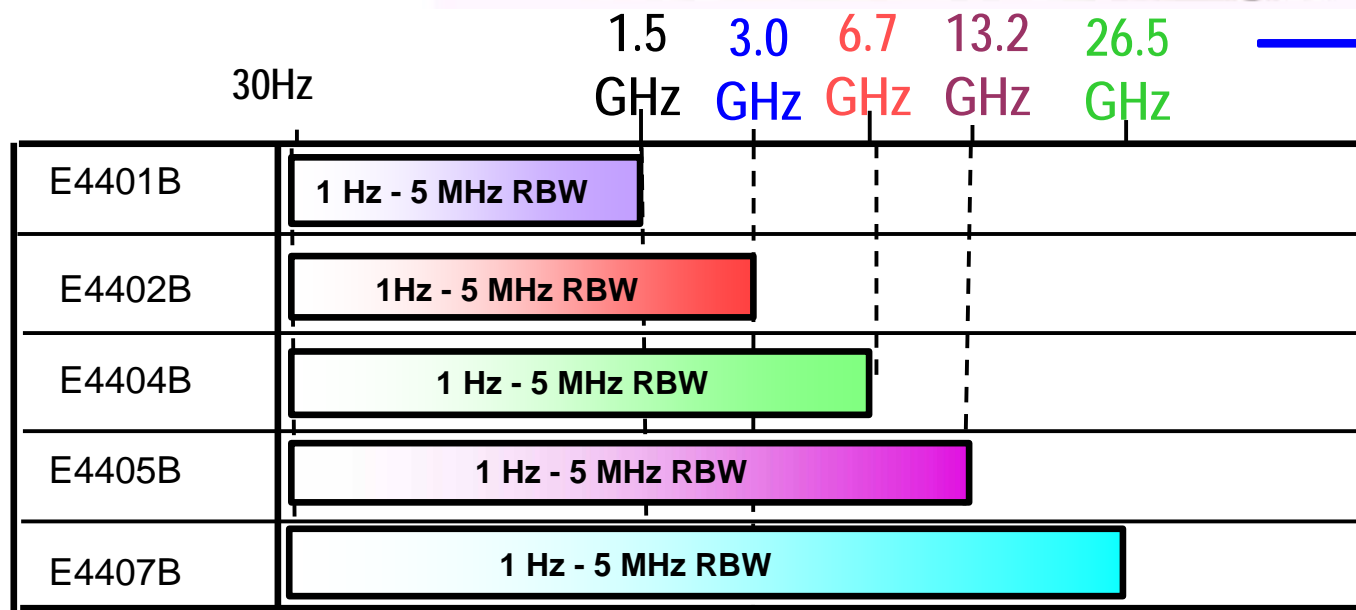 1.5 3.0 6.7 13.2 26.5
30Hz GHz GHz GHz GHz GHz
E4401B 1 Hz - 5 MHz RBW
E4402B 1Hz - 5 MHz RBW
E4404B 1 Hz - 5 MHz RBW
E4405B 1 Hz - 5 MHz RBW
E4407B 1 Hz - 5 MHz RBW